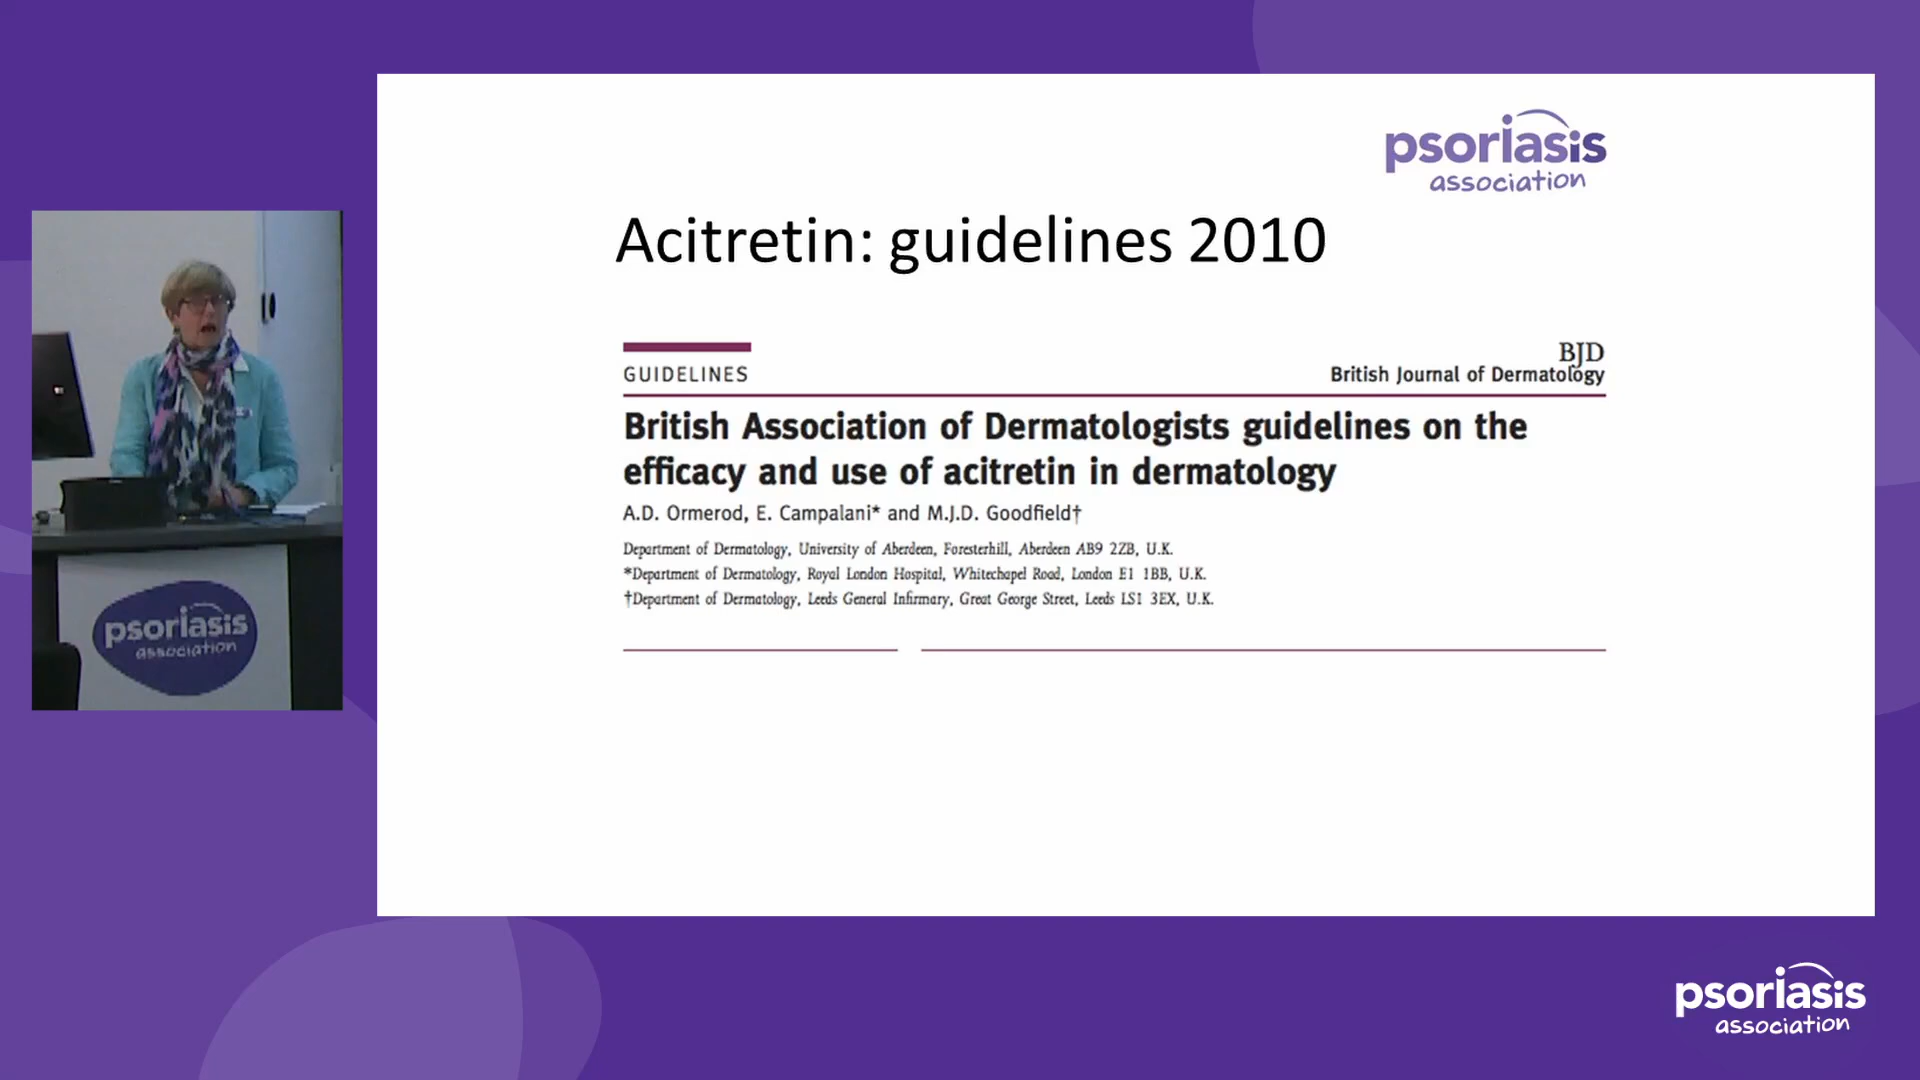 psoriasis
association
Acitretin: guidelines 2010
GUIDELINES
BJD
British Journal of Dermatology
British Association of Dermatologists guidelines on the
efficacy and use of acitretin in dermatology
A.D. Ormerod, E. Campalani* and M.J.D. Goodfield†
Department of Dermatology, University of Aberdeen, Foresterhill, Aberdeen AB9 2ZB, U.K.
*Department of Dermatology, Royal London Hospital, Whitechapel Road, London E1 1BB, U.K.
†Department of Dermatology, Leeds General Infirmary, Great George Street, Leeds LS1 3EX, U.K.
psoriasis
association
psoriasis
association